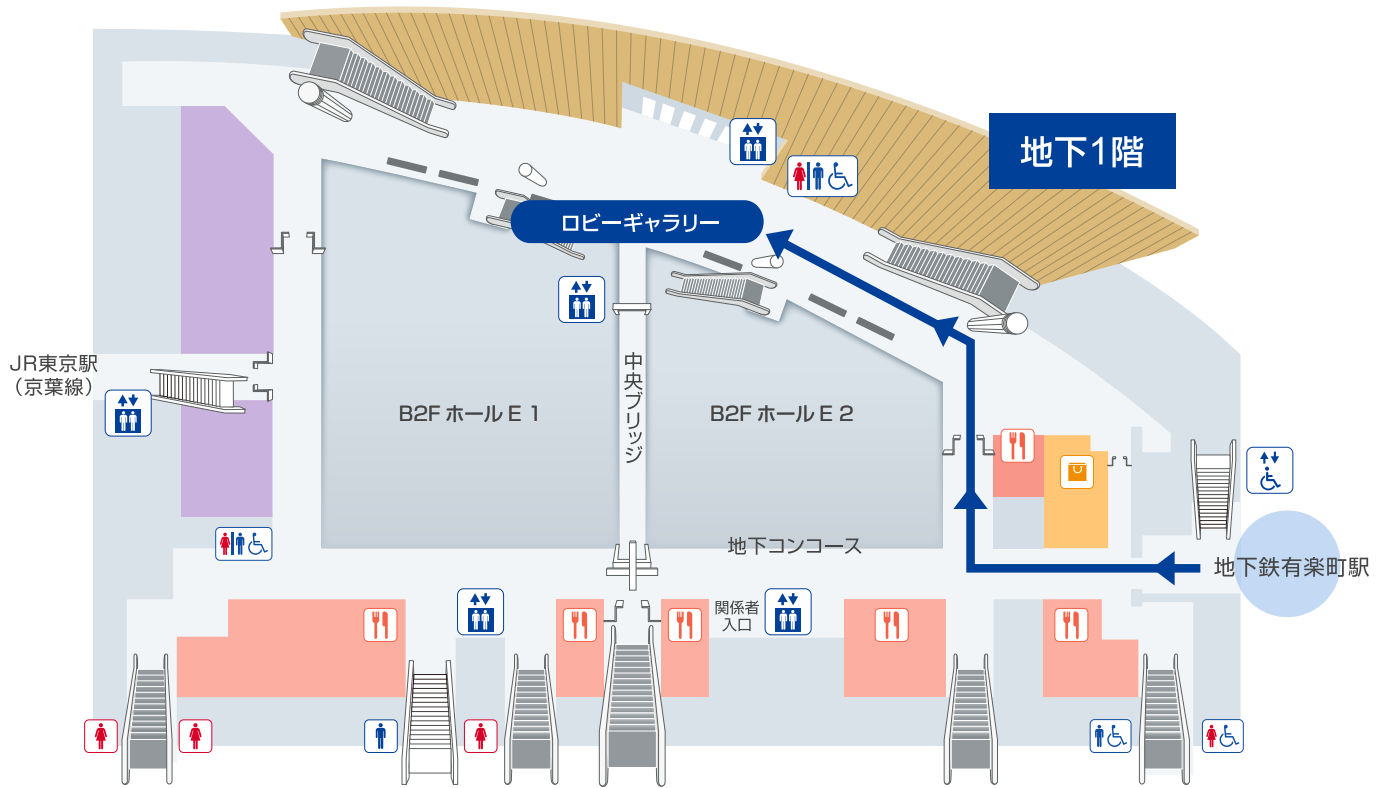 地下1階
ロビーギャラリー
JR東京駅
（京葉線）
中央ブリッジ
B2F ホール E 1
B2F ホール E 2
地下コンコース
地下鉄有楽町駅
関係者
入口